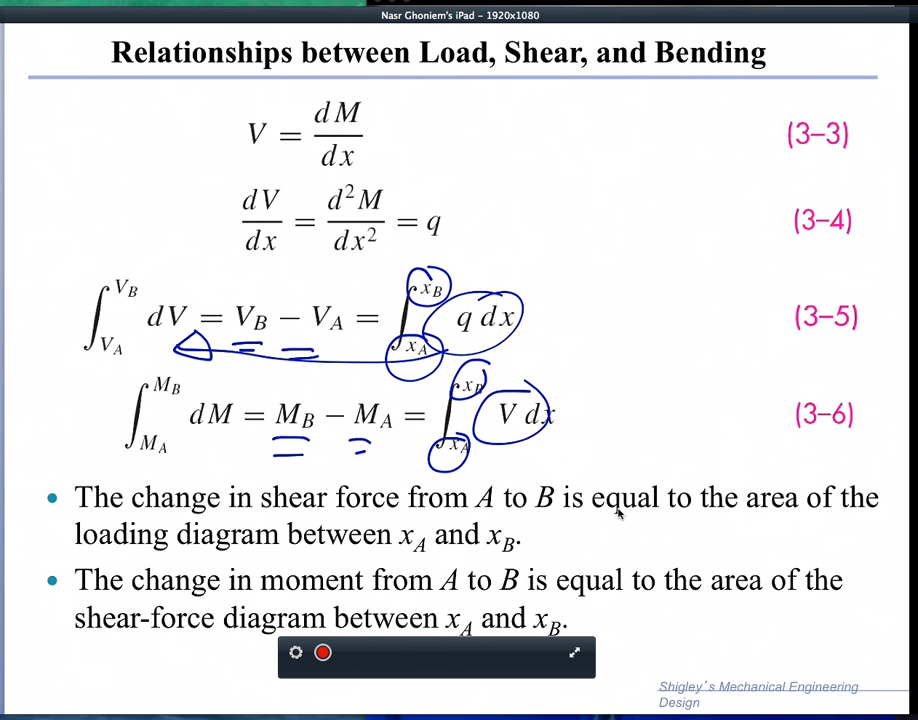 Nasr Ghoniem's iPad – 1920x1080
Relationships between Load, Shear, and Bending
V = dM/dx (3–3)
dV/dx = d²M/dx² = q (3–4)
∫_{V_A}^{V_B} dV = V_B − V_A = ∫_{x_A}^{x_B} q dx (3–5)
∫_{M_A}^{M_B} dM = M_B − M_A = ∫_{x_A}^{x_B} V dx (3–6)
• The change in shear force from A to B is equal to the area of the
loading diagram between x_A and x_B.
• The change in moment from A to B is equal to the area of the
shear-force diagram between x_A and x_B.
Shigley's Mechanical Engineering
Design